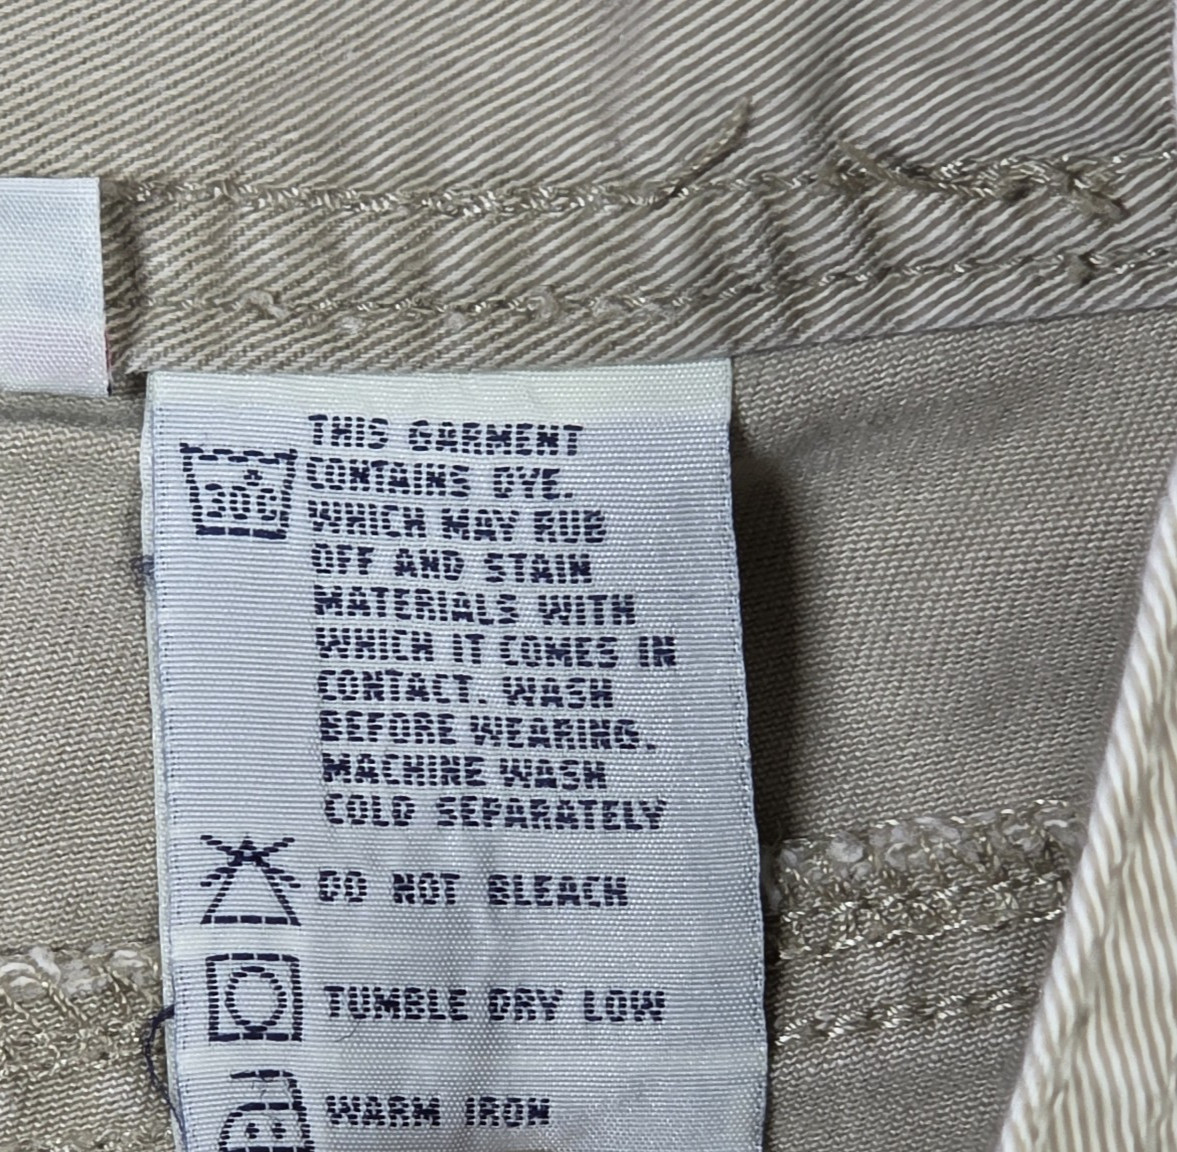 THIS GARMENT
CONTAINS DYE.
30C
WHICH MAY RUB
OFF AND STAIN
MATERIALS WITH
WHICH IT COMES IN
CONTACT. WASH
BEFORE WEARING.
MACHINE WASH
COLD SEPARATELY
DO NOT BLEACH
TUMBLE DRY LOW
WARM IRON